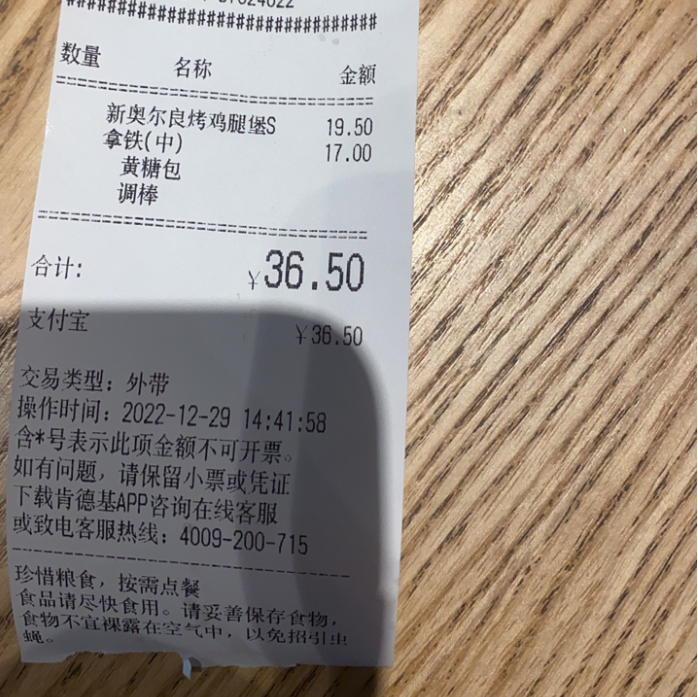 ################################
数量 名称 金额
新奥尔良烤鸡腿堡S 19.50
拿铁(中) 17.00
黄糖包
调棒
合计: ¥36.50
支付宝 ¥36.50
交易类型：外带
操作时间：2022-12-29 14:41:58
含*号表示此项金额不可开票。
如有问题，请保留小票或凭证
下载肯德基APP咨询在线客服
或致电客服热线：4009-200-715
珍惜粮食，按需点餐
食品请尽快食用。请妥善保存食物，
食物不宜裸露在空气中，以免招引虫
蝇。